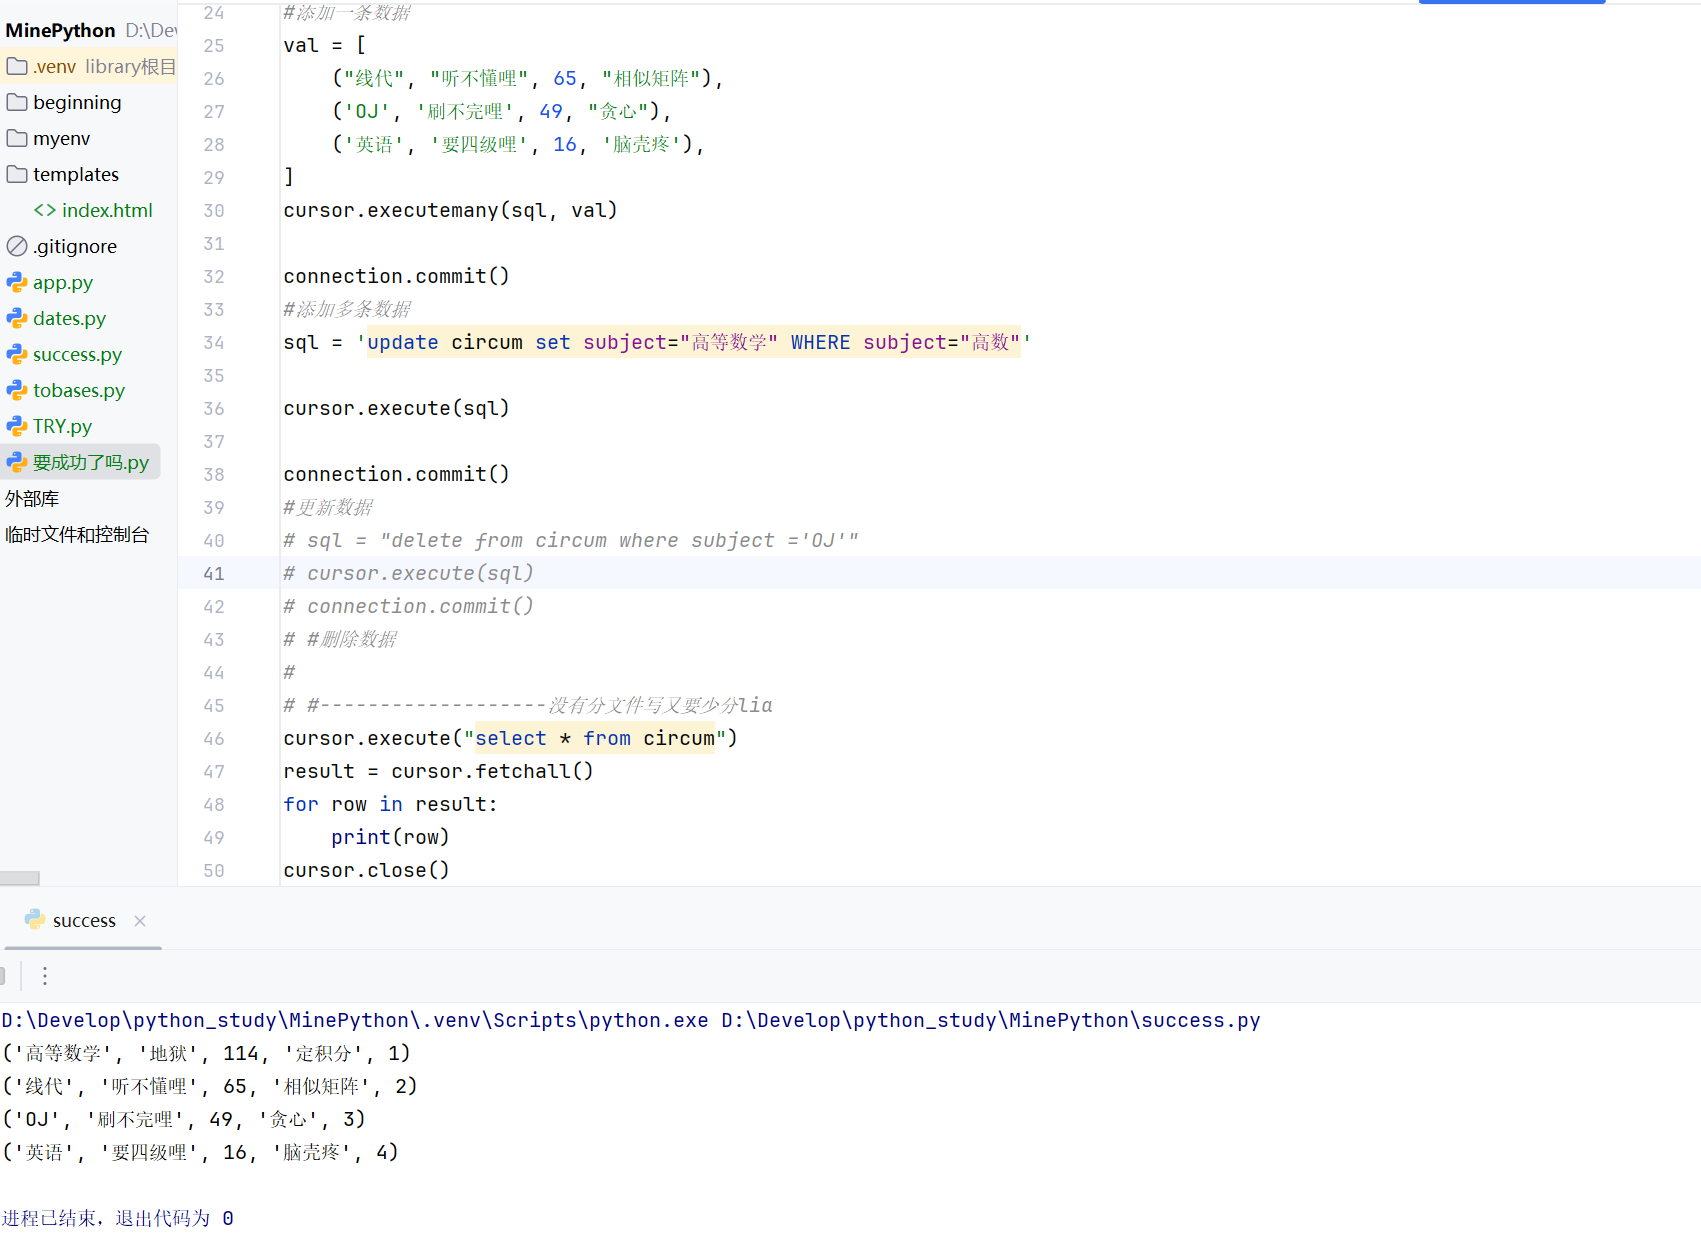 MinePython D:\Dev
.venv library根目
beginning
myenv
templates
<> index.html
.gitignore
app.py
dates.py
success.py
tobases.py
TRY.py
要成功了吗.py
外部库
临时文件和控制台
24 #添加一条数据
25 val = [
26     ("线代", "听不懂哩", 65, "相似矩阵"),
27     ('OJ', '刷不完哩', 49, "贪心"),
28     ('英语', '要四级哩', 16, '脑壳疼'),
29 ]
30 cursor.executemany(sql, val)
31
32 connection.commit()
33 #添加多条数据
34 sql = 'update circum set subject="高等数学" WHERE subject="高数"'
35
36 cursor.execute(sql)
37
38 connection.commit()
39 #更新数据
40 # sql = "delete from circum where subject ='OJ'"
41 # cursor.execute(sql)
42 # connection.commit()
43 # #删除数据
44 #
45 # #-------------------没有分文件写又要少分lia
46 cursor.execute("select * from circum")
47 result = cursor.fetchall()
48 for row in result:
49     print(row)
50 cursor.close()
success ×
D:\Develop\python_study\MinePython\.venv\Scripts\python.exe D:\Develop\python_study\MinePython\success.py
('高等数学', '地狱', 114, '定积分', 1)
('线代', '听不懂哩', 65, '相似矩阵', 2)
('OJ', '刷不完哩', 49, '贪心', 3)
('英语', '要四级哩', 16, '脑壳疼', 4)
进程已结束，退出代码为 0